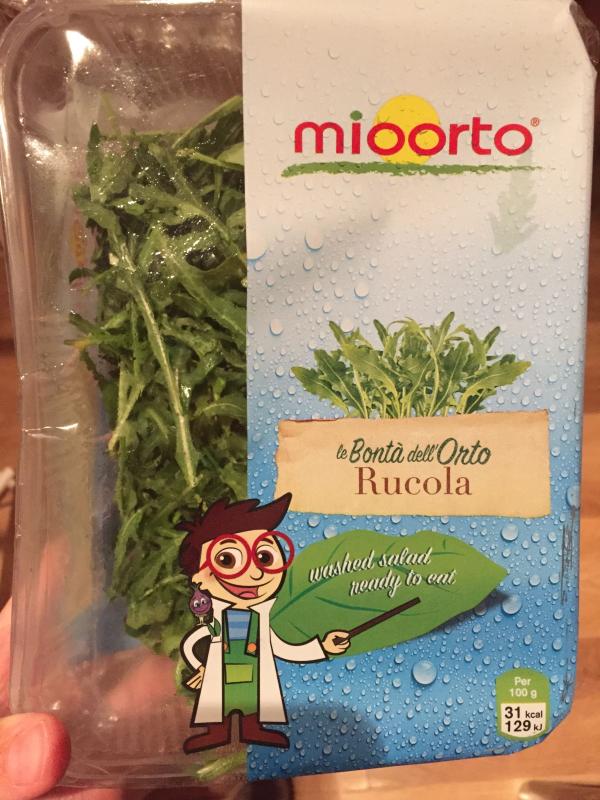 mioorto®
le Bontà dell'Orto
Rucola
washed salad
ready to eat
Per
100 g
31 kcal
129 kJ